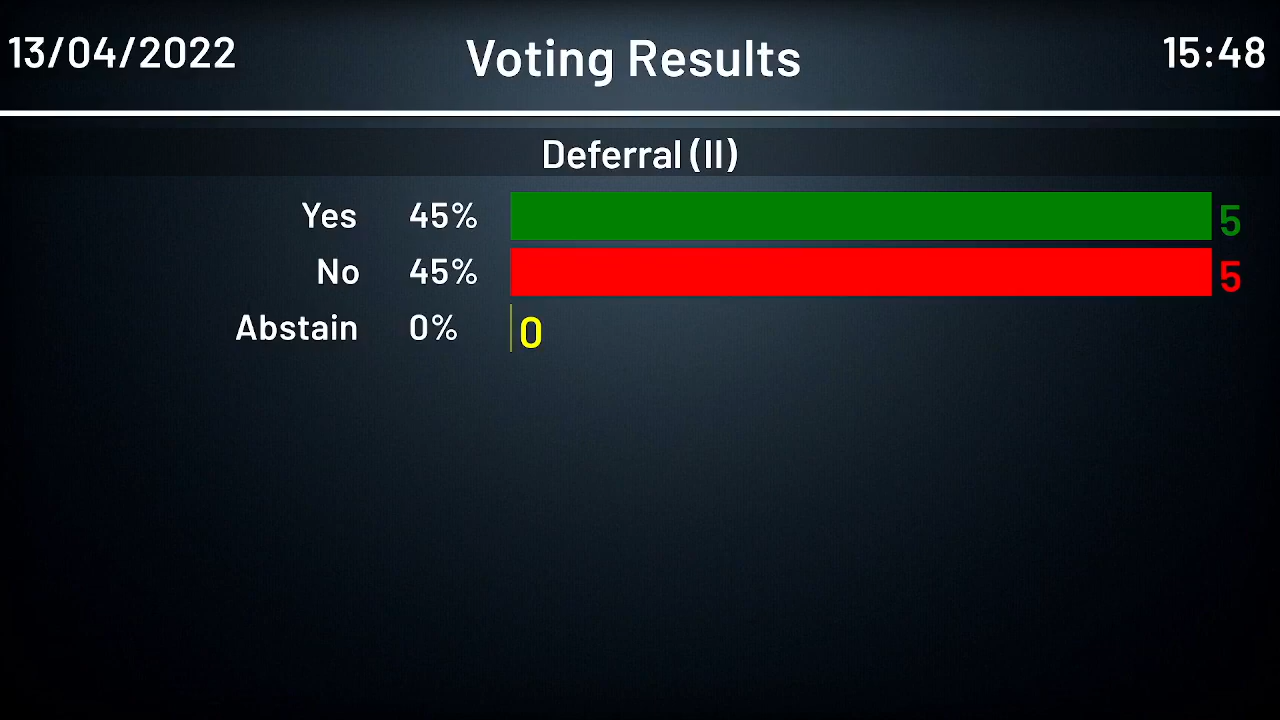 13/04/2022 Voting Results 15:48
Deferral (II)
Yes 45% 5
No 45% 5
Abstain 0% 0